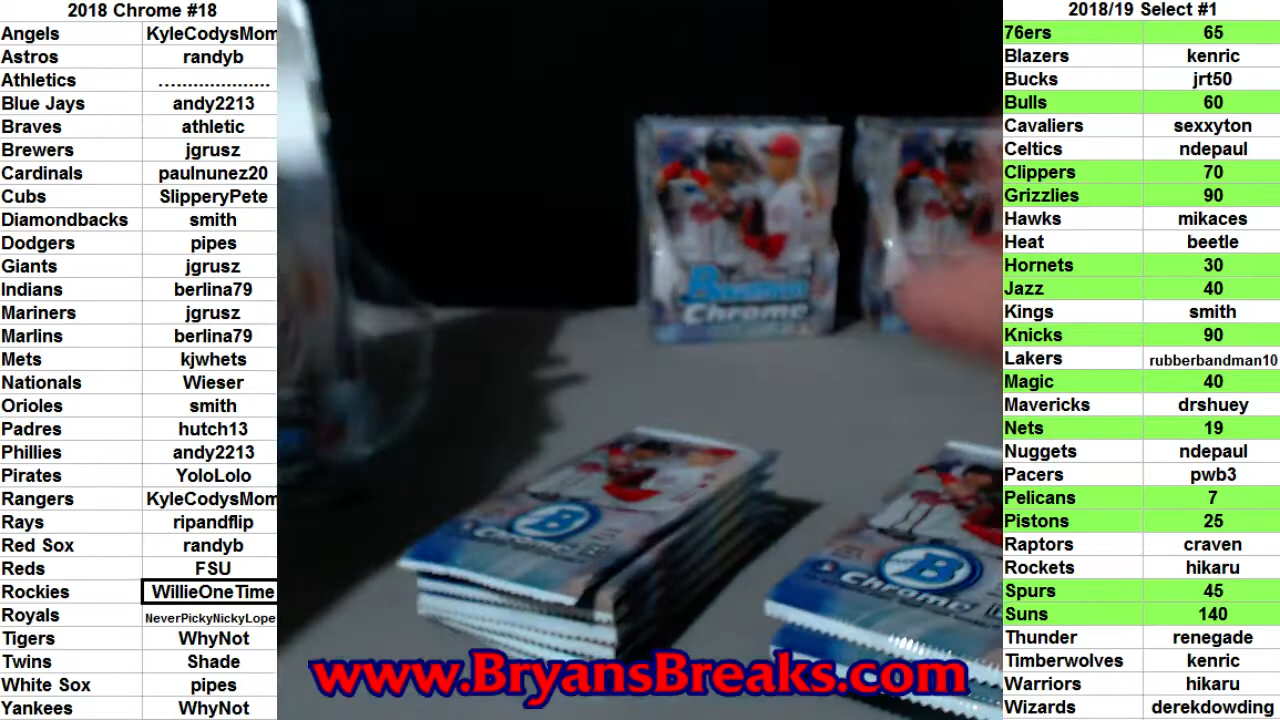 2018 Chrome #18
Angels KyleCodysMom
Astros randyb
Athletics ...................
Blue Jays andy2213
Braves athletic
Brewers jgrusz
Cardinals paulnunez20
Cubs SlipperyPete
Diamondbacks smith
Dodgers pipes
Giants jgrusz
Indians berlina79
Mariners jgrusz
Marlins berlina79
Mets kjwhets
Nationals Wieser
Orioles smith
Padres hutch13
Phillies andy2213
Pirates YoloLolo
Rangers KyleCodysMom
Rays ripandflip
Red Sox randyb
Reds FSU
Rockies WillieOneTime
Royals NeverPickyNickyLope
Tigers WhyNot
Twins Shade
White Sox pipes
Yankees WhyNot
Bowman
Chrome
B
Chrome
B
Chrome
www.BryansBreaks.com
2018/19 Select #1
76ers 65
Blazers kenric
Bucks jrt50
Bulls 60
Cavaliers sexxyton
Celtics ndepaul
Clippers 70
Grizzlies 90
Hawks mikaces
Heat beetle
Hornets 30
Jazz 40
Kings smith
Knicks 90
Lakers rubberbandman10
Magic 40
Mavericks drshuey
Nets 19
Nuggets ndepaul
Pacers pwb3
Pelicans 7
Pistons 25
Raptors craven
Rockets hikaru
Spurs 45
Suns 140
Thunder renegade
Timberwolves kenric
Warriors hikaru
Wizards derekdowding